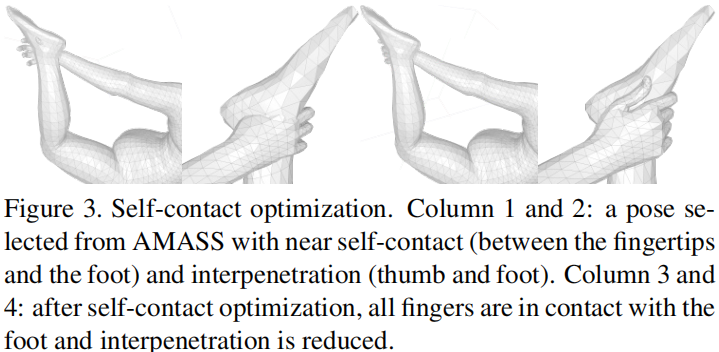 Figure 3. Self-contact optimization. Column 1 and 2: a pose se-
lected from AMASS with near self-contact (between the fingertips
and the foot) and interpenetration (thumb and foot). Column 3 and
4: after self-contact optimization, all fingers are in contact with the
foot and interpenetration is reduced.